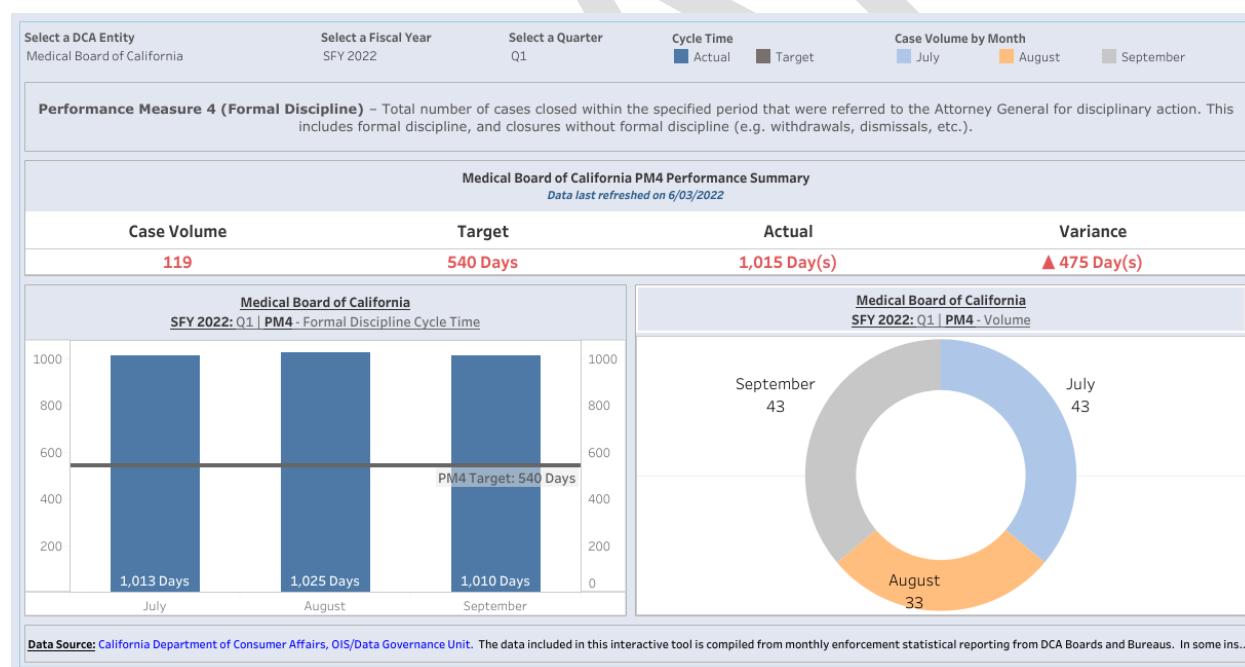 Select a DCA Entity
Medical Board of California
Select a Fiscal Year
SFY 2022
Select a Quarter
Q1
Cycle Time
Actual
Target
Case Volume by Month
July
August
September
Performance Measure 4 (Formal Discipline) – Total number of cases closed within the specified period that were referred to the Attorney General for disciplinary action. This
includes formal discipline, and closures without formal discipline (e.g. withdrawals, dismissals, etc.).
Medical Board of California PM4 Performance Summary
Data last refreshed on 6/03/2022
Case Volume Target Actual Variance
119 540 Days 1,015 Day(s) ▲ 475 Day(s)
Medical Board of California
SFY 2022: Q1 | PM4 - Formal Discipline Cycle Time
1000
800
600
400
200
1000
800
600
400
200
0
PM4 Target: 540 Days
1,013 Days
1,025 Days
1,010 Days
July
August
September
Medical Board of California
SFY 2022: Q1 | PM4 - Volume
September
43
July
43
August
33
Data Source: California Department of Consumer Affairs, OIS/Data Governance Unit. The data included in this interactive tool is compiled from monthly enforcement statistical reporting from DCA Boards and Bureaus. In some ins...